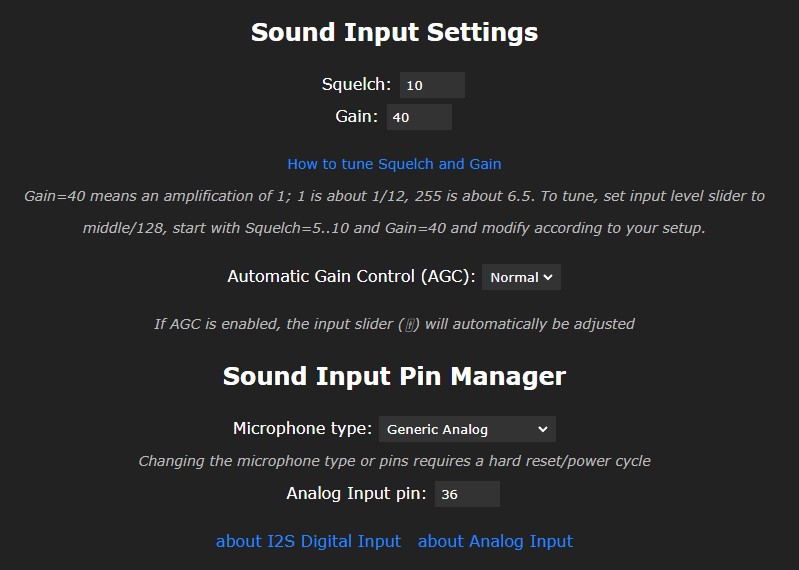 Sound Input Settings
Squelch: 10
Gain: 40
How to tune Squelch and Gain
Gain=40 means an amplification of 1; 1 is about 1/12, 255 is about 6.5. To tune, set input level slider to
middle/128, start with Squelch=5..10 and Gain=40 and modify according to your setup.
Automatic Gain Control (AGC): Normal
If AGC is enabled, the input slider (🎚) will automatically be adjusted
Sound Input Pin Manager
Microphone type: Generic Analog
Changing the microphone type or pins requires a hard reset/power cycle
Analog Input pin: 36
about I2S Digital Input about Analog Input